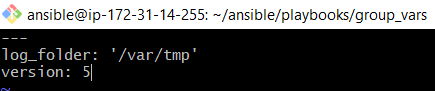 ansible@ip-172-31-14-255: ~/ansible/playbooks/group_vars
---
log_folder: '/var/tmp'
version: 5
~